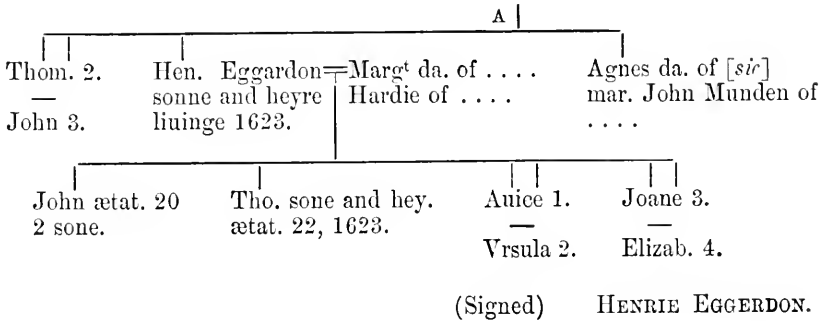 A
Thom. 2. Hen. Eggardon=Margᵗ da. of . . . . Agnes da. of [sic]
— sonne and heyre Hardie of . . . . mar. John Munden of
John 3. liuinge 1623. . . . .
John ætat. 20 Tho. sone and hey. Auice 1. Joane 3.
2 sone. ætat. 22, 1623. — —
Vrsula 2. Elizab. 4.
(Signed) HENRIE EGGERDON.